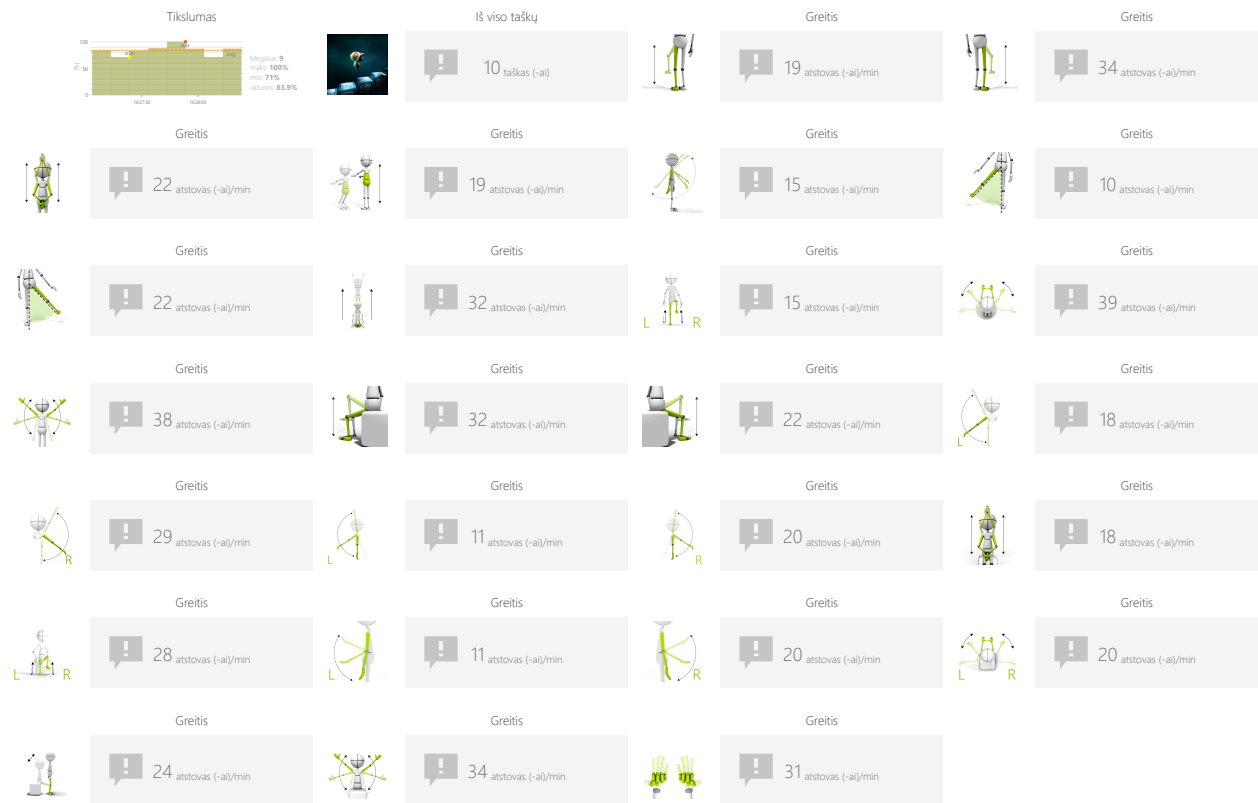 Tikslumas
Iš viso taškų
Greitis
Greitis
100
50
0
[%]
Mėginiai: 9
maks: 100%
min: 71%
vidurkis: 83.9%
10 taškas (-ai)
19 atstovas (-ai)/min
34 atstovas (-ai)/min
Greitis
Greitis
Greitis
Greitis
22 atstovas (-ai)/min
19 atstovas (-ai)/min
15 atstovas (-ai)/min
10 atstovas (-ai)/min
Greitis
Greitis
Greitis
Greitis
22 atstovas (-ai)/min
32 atstovas (-ai)/min
L R
15 atstovas (-ai)/min
39 atstovas (-ai)/min
Greitis
Greitis
Greitis
Greitis
38 atstovas (-ai)/min
32 atstovas (-ai)/min
22 atstovas (-ai)/min
L
18 atstovas (-ai)/min
Greitis
Greitis
Greitis
Greitis
R
29 atstovas (-ai)/min
L
11 atstovas (-ai)/min
R
20 atstovas (-ai)/min
18 atstovas (-ai)/min
Greitis
Greitis
Greitis
Greitis
L R
28 atstovas (-ai)/min
L
11 atstovas (-ai)/min
R
20 atstovas (-ai)/min
L R
20 atstovas (-ai)/min
Greitis
Greitis
Greitis
24 atstovas (-ai)/min
34 atstovas (-ai)/min
31 atstovas (-ai)/min